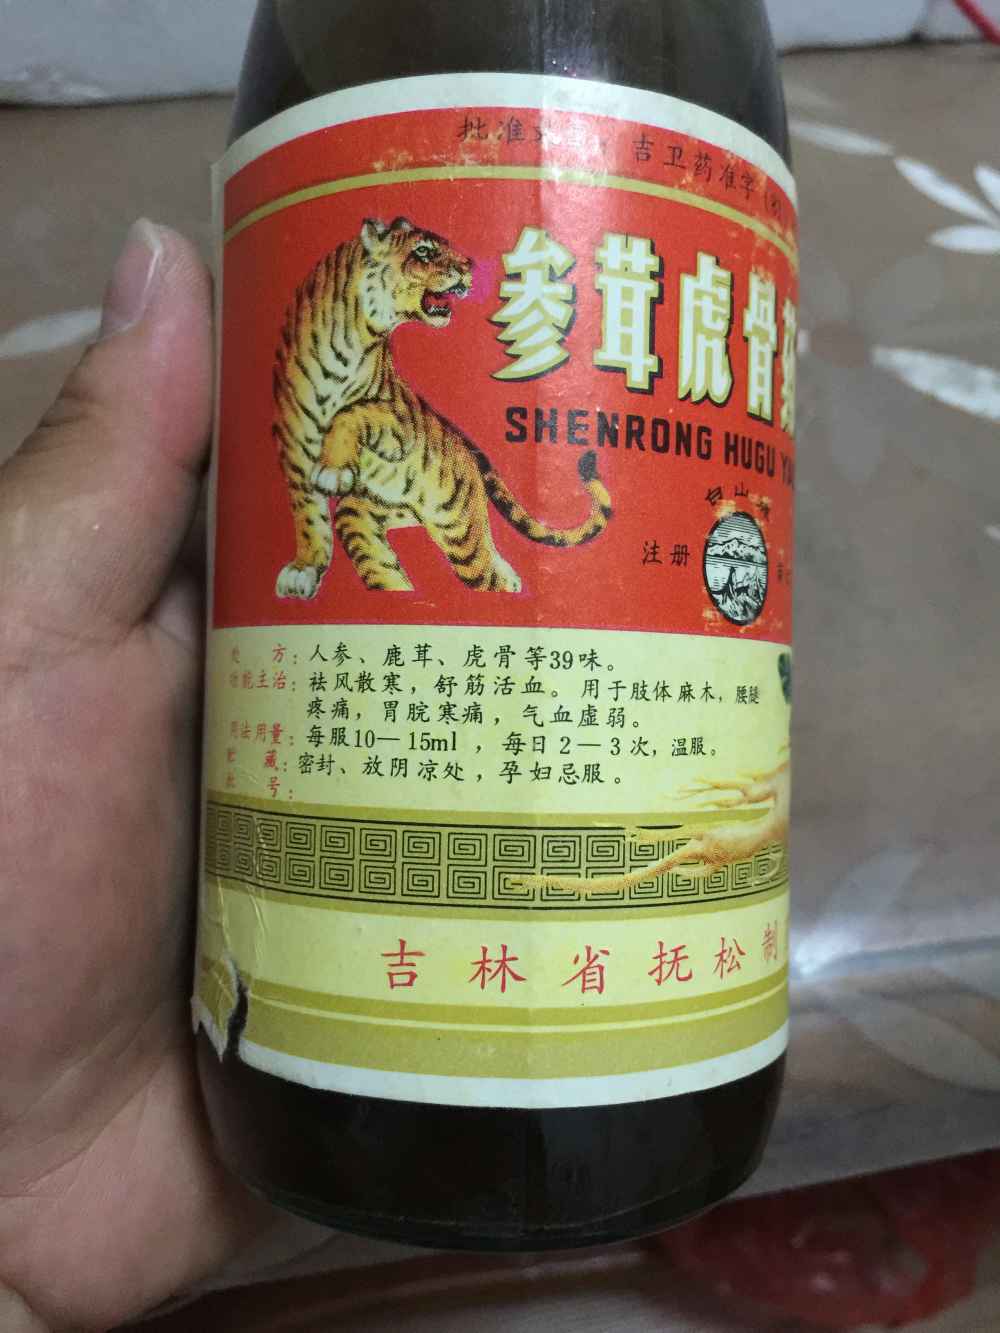 批准文号：吉卫药准字
参茸虎骨药
SHENRONG HUGU YA
白山牌
注册
处方：人参、鹿茸、虎骨等39味。
功能主治：祛风散寒，舒筋活血。用于肢体麻木，腰腿
疼痛，胃脘寒痛，气血虚弱。
用法用量：每服10—15ml，每日2—3次，温服。
贮藏：密封、放阴凉处，孕妇忌服。
批号：
吉林省抚松制